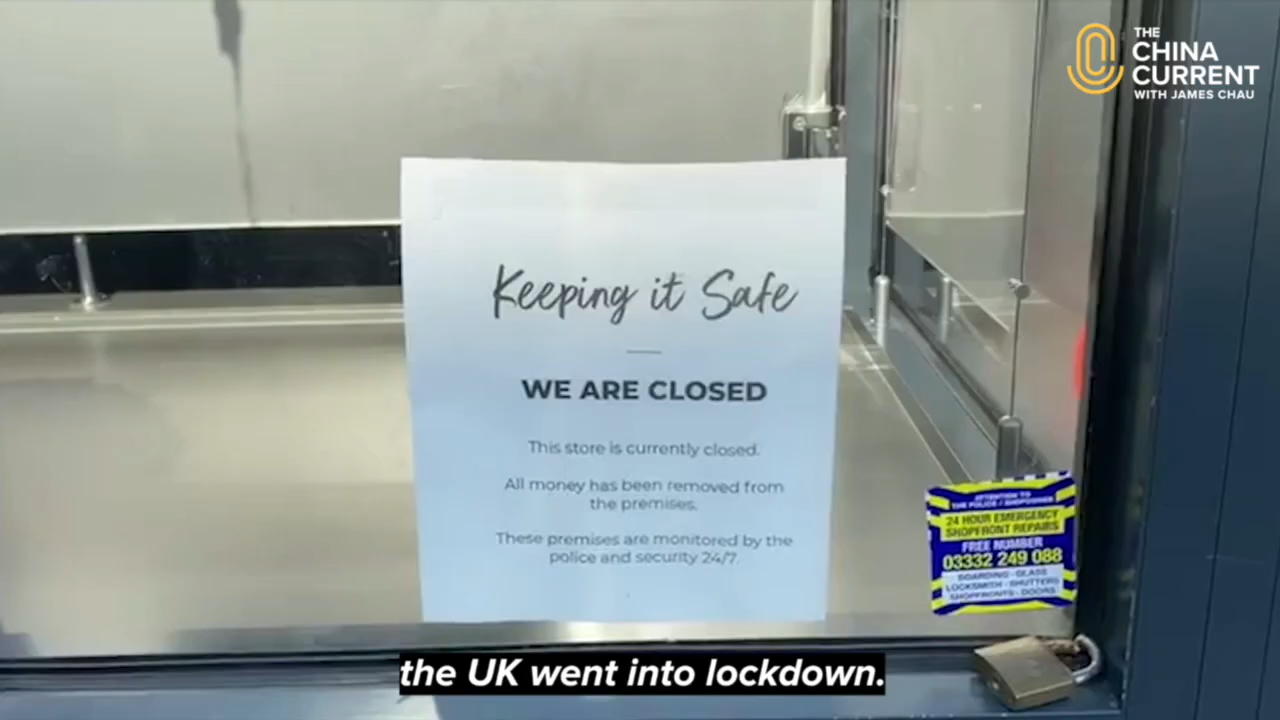 THE
CHINA
CURRENT
WITH JAMES CHAU
Keeping it Safe
WE ARE CLOSED
This store is currently closed.
All money has been removed from
the premises.
These premises are monitored by the
police and security 24/7.
ATTENTION TO
THE POLICE / SHOPOWNER
24 HOUR EMERGENCY
SHOPFRONT REPAIRS
FREE NUMBER
03332 249 088
BOARDING - GLASS
LOCKSMITH - SHUTTERS
SHOPFRONTS - DOORS
the UK went into lockdown.